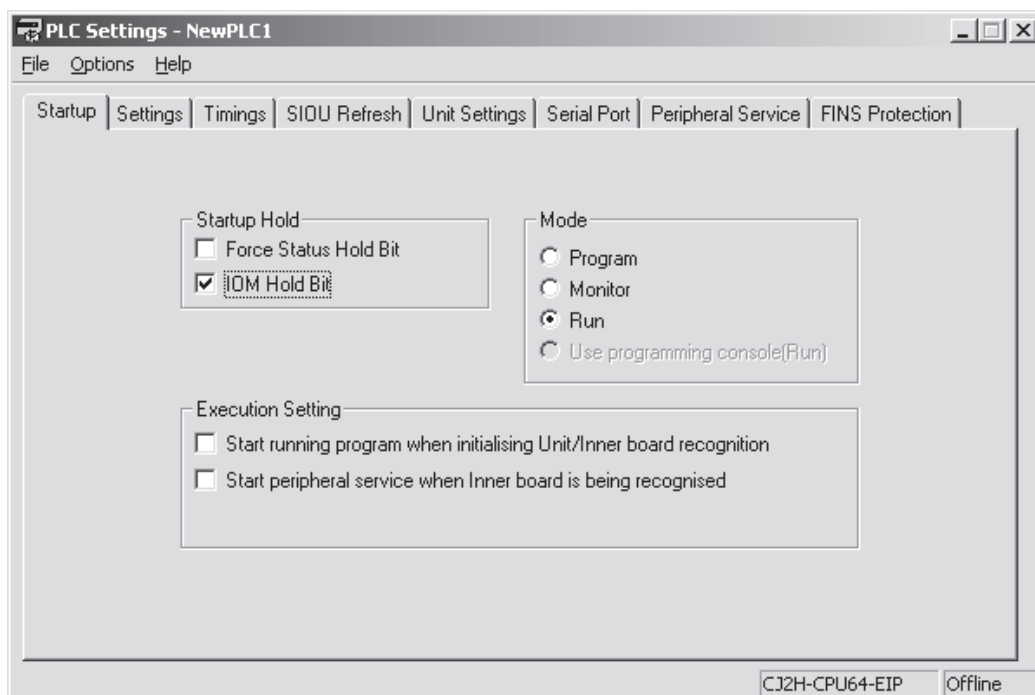 PLC Settings - NewPLC1
File Options Help
Startup Settings Timings SIOU Refresh Unit Settings Serial Port Peripheral Service FINS Protection
Startup Hold
Force Status Hold Bit
IOM Hold Bit
Mode
Program
Monitor
Run
Use programming console(Run)
Execution Setting
Start running program when initialising Unit/Inner board recognition
Start peripheral service when Inner board is being recognised
CJ2H-CPU64-EIP Offline